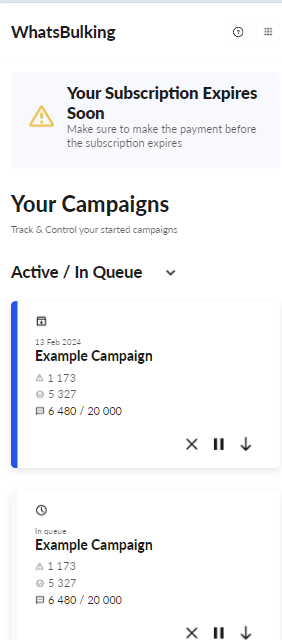 WhatsBulking
Your Subscription Expires
Soon
Make sure to make the payment before
the subscription expires
Your Campaigns
Track & Control your started campaigns
Active / In Queue
13 Feb 2024
Example Campaign
1 173
5 327
6 480 / 20 000
In queue
Example Campaign
1 173
5 327
6 480 / 20 000